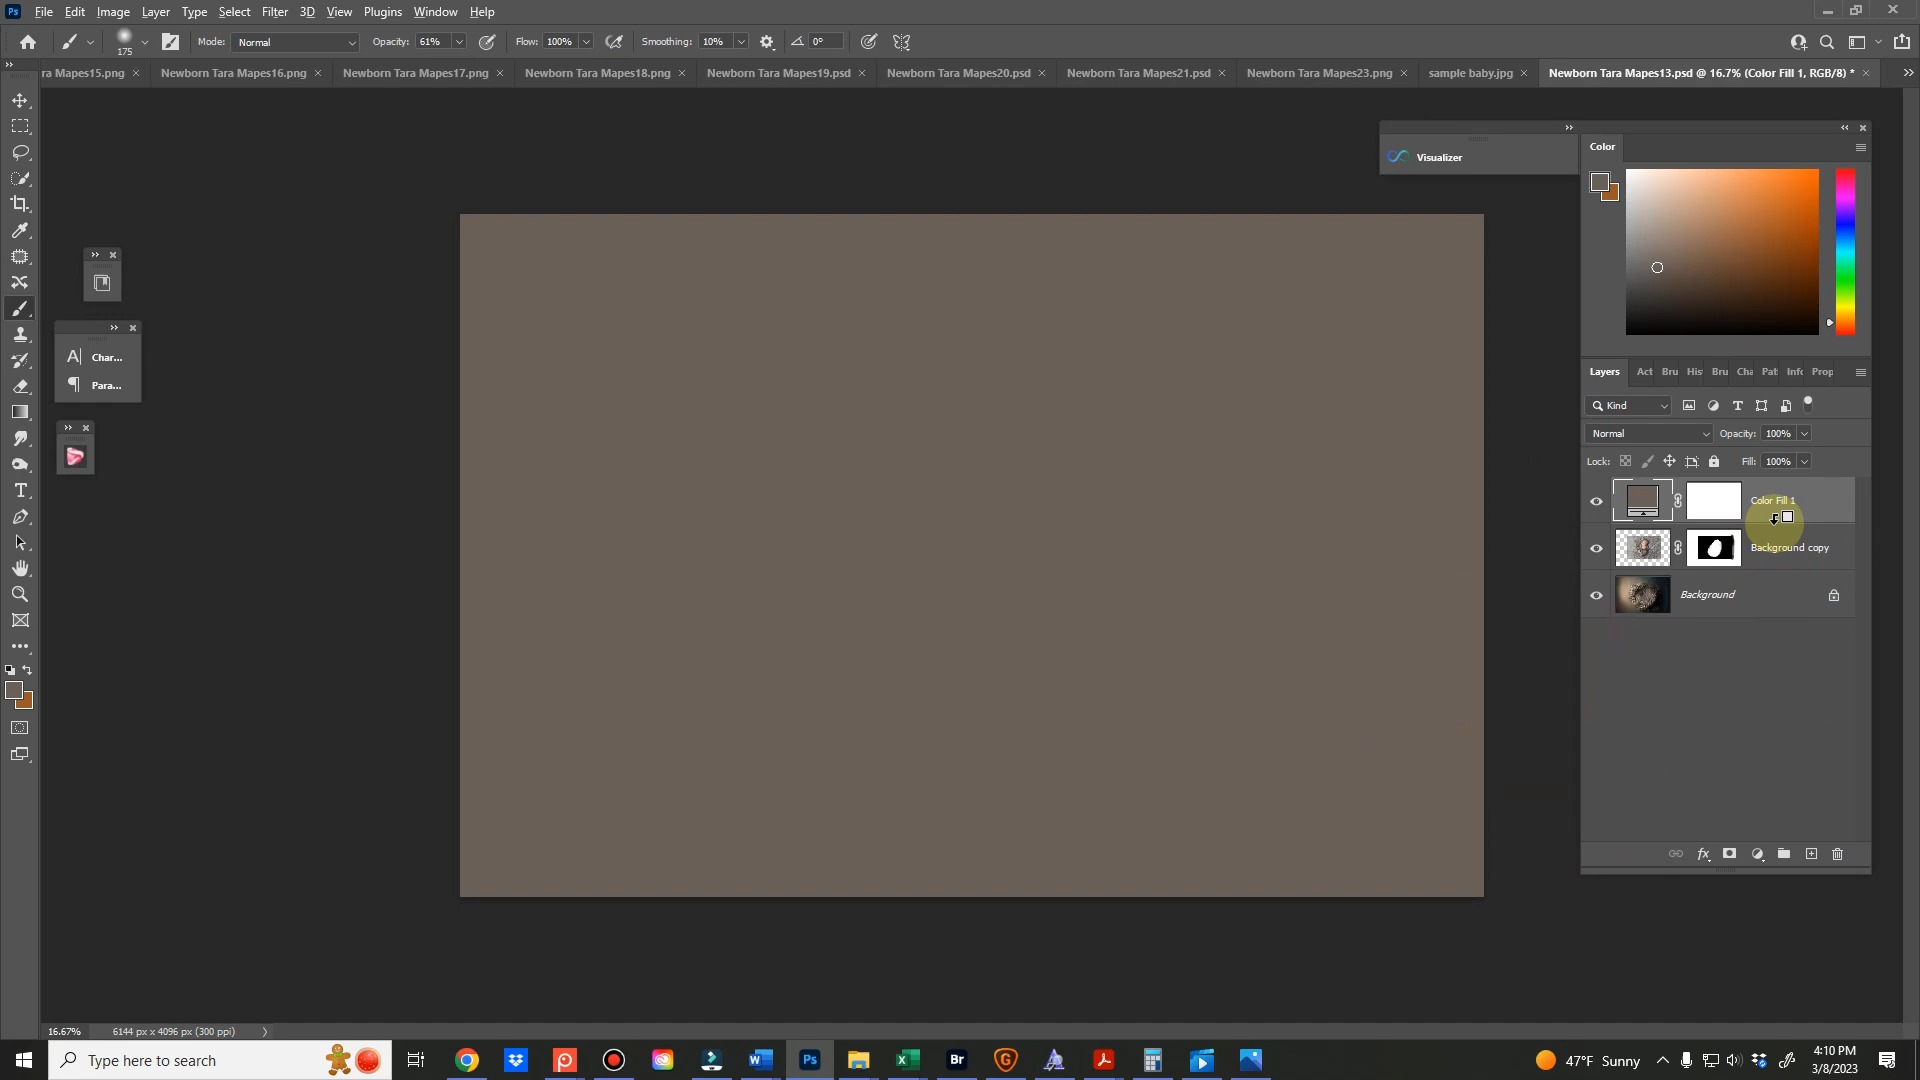 Ps File Edit Image Layer Type Select Filter 3D View Plugins Window Help
175 Mode: Normal Opacity: 61% Flow: 100% Smoothing: 10% 0°
ra Mapes15.png × Newborn Tara Mapes16.png × Newborn Tara Mapes17.png × Newborn Tara Mapes18.png × Newborn Tara Mapes19.psd × Newborn Tara Mapes20.psd × Newborn Tara Mapes21.psd × Newborn Tara Mapes23.png × sample baby.jpg × Newborn Tara Mapes13.psd @ 16.7% (Color Fill 1, RGB/8) * ×
Visualizer
Color
Char...
Para...
Layers Act Bru His Bru Cha Pat Info Prop
Kind
Normal Opacity: 100%
Lock: Fill: 100%
Color Fill 1
Background copy
Background
fx
16.67% 6144 px x 4096 px (300 ppi)
Type here to search
47°F Sunny
4:10 PM
3/8/2023